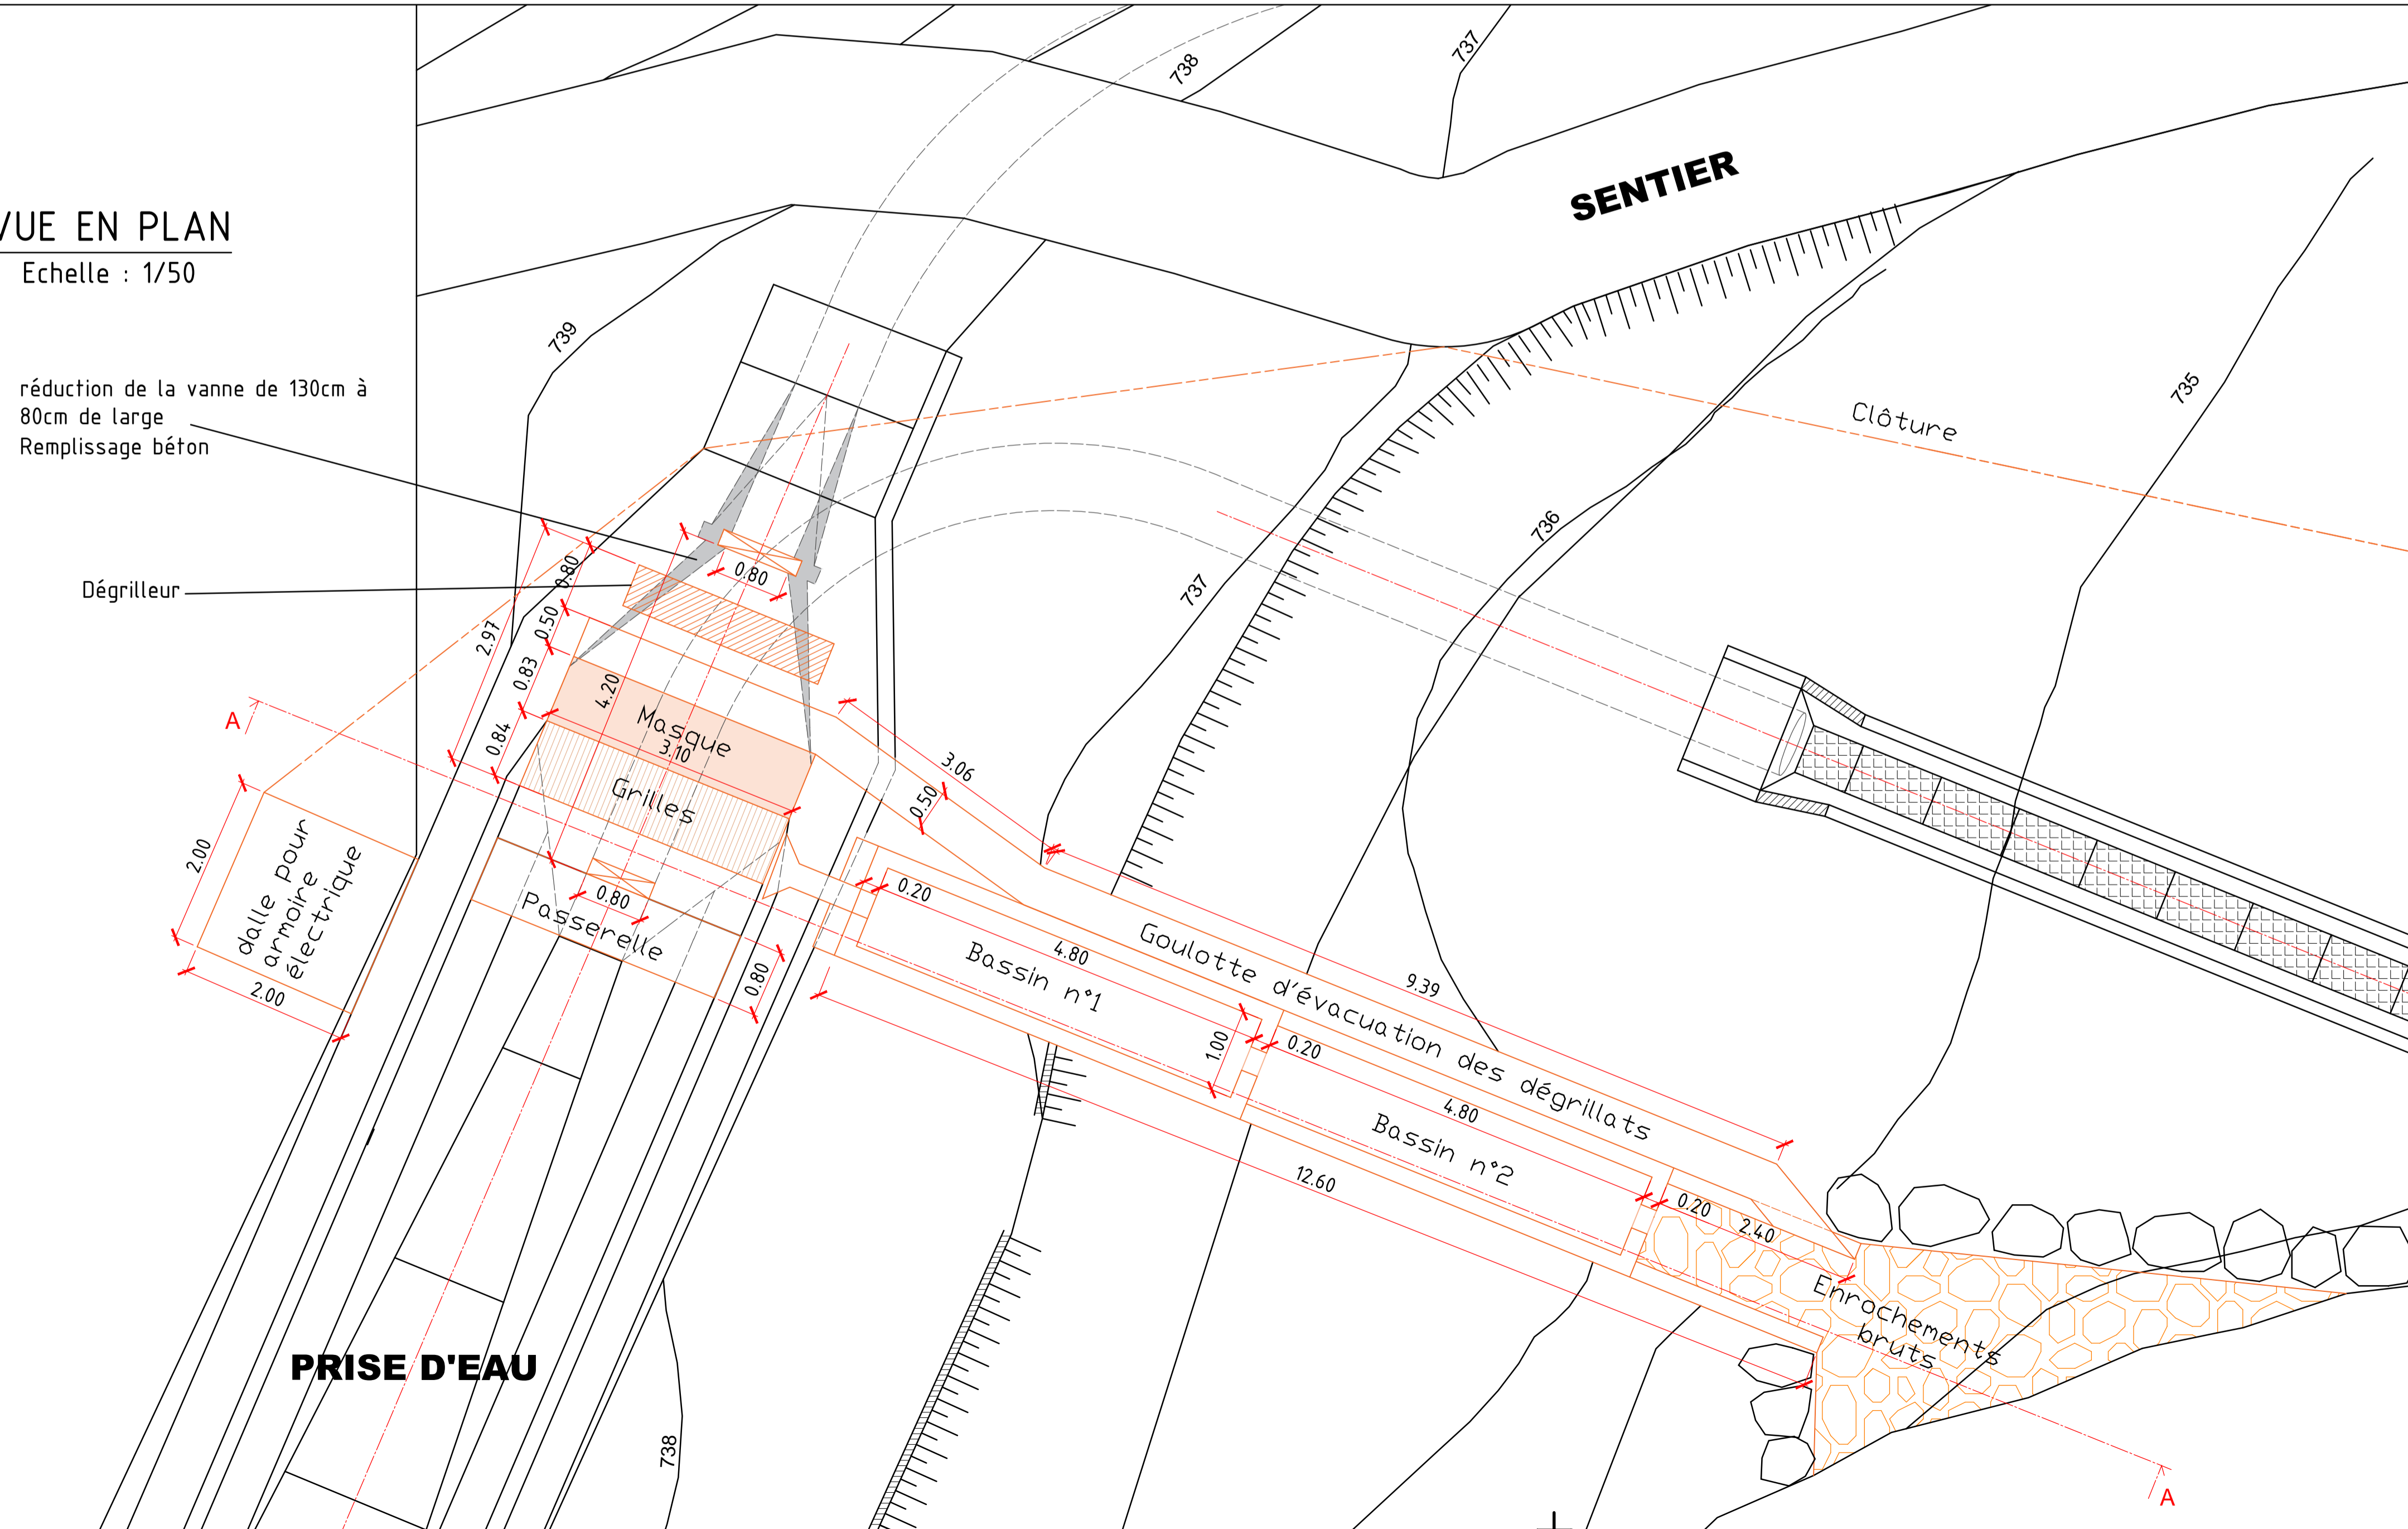 738
737
SENTIER
VUE EN PLAN
Echelle : 1/50
739
réduction de la vanne de 130cm à
80cm de large
Remplissage béton
Clôture
735
736
737
Dégrilleur
0.80
0.80
0.50
2.97
0.83
4.20
0.84
A
Masque
3.10
Grilles
3.06
0.50
2.00
dalle pour
armoire
électrique
2.00
0.80
Passerelle
0.80
0.20
4.80
Bassin n°1
1.00
Goulotte d'évacuation des dégrillats
9.39
0.20
4.80
Bassin n°2
12.60
0.20
2.40
Enrochements
bruts
PRISE D'EAU
738
A